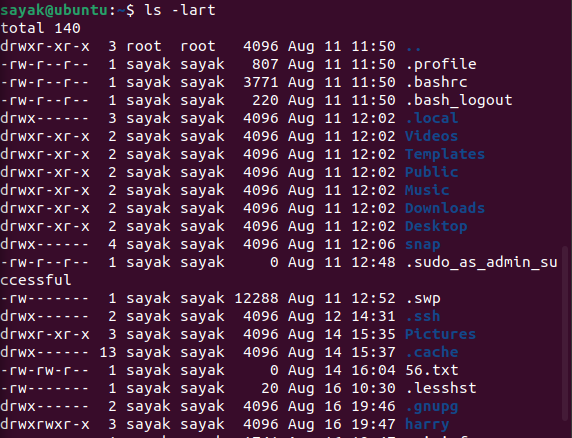 sayak@ubuntu:~$ ls -lart
total 140
drwxr-xr-x  3 root  root   4096 Aug 11 11:50 ..
-rw-r--r--  1 sayak sayak   807 Aug 11 11:50 .profile
-rw-r--r--  1 sayak sayak  3771 Aug 11 11:50 .bashrc
-rw-r--r--  1 sayak sayak   220 Aug 11 11:50 .bash_logout
drwx------  3 sayak sayak  4096 Aug 11 12:02 .local
drwxr-xr-x  2 sayak sayak  4096 Aug 11 12:02 Videos
drwxr-xr-x  2 sayak sayak  4096 Aug 11 12:02 Templates
drwxr-xr-x  2 sayak sayak  4096 Aug 11 12:02 Public
drwxr-xr-x  2 sayak sayak  4096 Aug 11 12:02 Music
drwxr-xr-x  2 sayak sayak  4096 Aug 11 12:02 Downloads
drwxr-xr-x  2 sayak sayak  4096 Aug 11 12:02 Desktop
drwx------  4 sayak sayak  4096 Aug 11 12:06 snap
-rw-r--r--  1 sayak sayak     0 Aug 11 12:48 .sudo_as_admin_su
ccessful
-rw-------  1 sayak sayak 12288 Aug 11 12:52 .swp
drwx------  2 sayak sayak  4096 Aug 12 14:31 .ssh
drwxr-xr-x  3 sayak sayak  4096 Aug 14 15:35 Pictures
drwx------ 13 sayak sayak  4096 Aug 14 15:37 .cache
-rw-rw-r--  1 sayak sayak     0 Aug 14 16:04 56.txt
-rw-------  1 sayak sayak    20 Aug 16 10:30 .lesshst
drwx------  2 sayak sayak  4096 Aug 16 19:46 .gnupg
drwxrwxr-x  3 sayak sayak  4096 Aug 16 19:47 harry